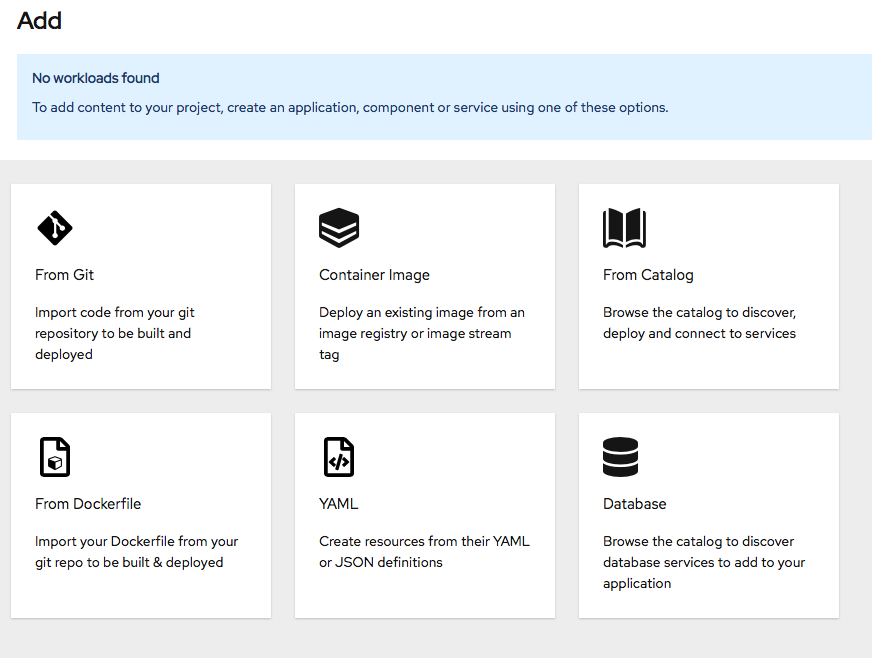 Add
No workloads found
To add content to your project, create an application, component or service using one of these options.
From Git
Import code from your git
repository to be built and
deployed
Container Image
Deploy an existing image from an
image registry or image stream
tag
From Catalog
Browse the catalog to discover,
deploy and connect to services
From Dockerfile
Import your Dockerfile from your
git repo to be built & deployed
YAML
Create resources from their YAML
or JSON definitions
Database
Browse the catalog to discover
database services to add to your
application